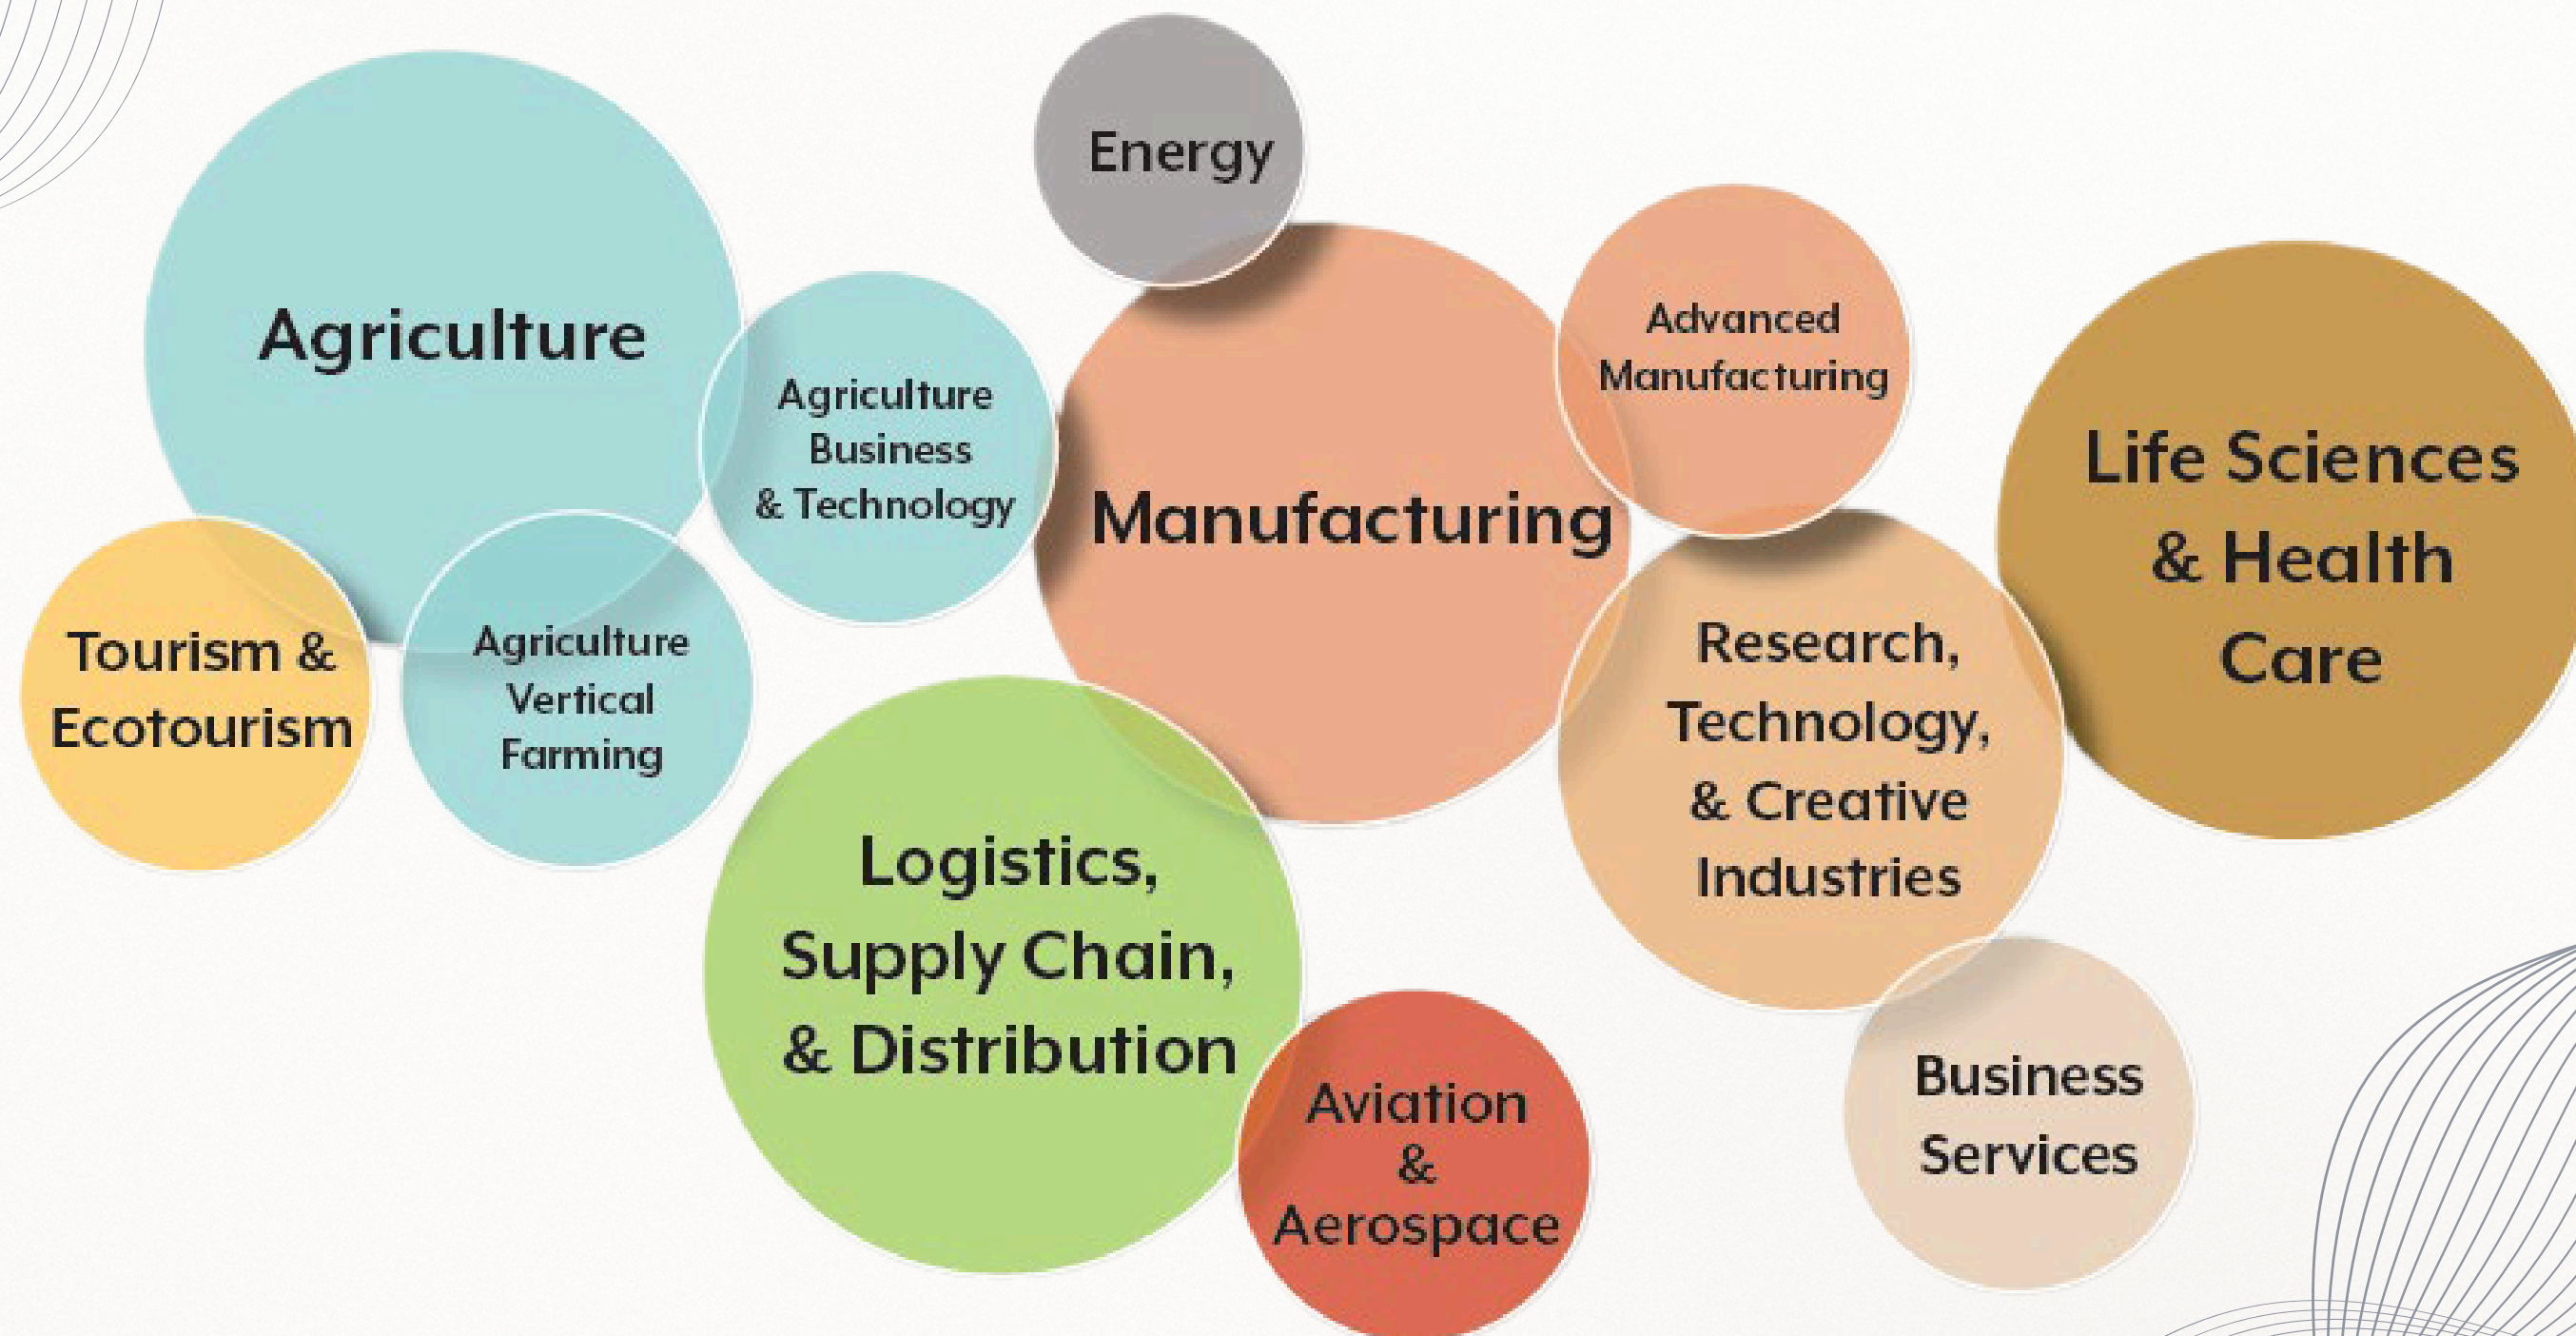 Energy
Agriculture
Agriculture
Business
& Technology
Tourism &
Ecotourism
Agriculture
Vertical
Farming
Manufacturing
Advanced
Manufacturing
Life Sciences
& Health
Care
Research,
Technology,
& Creative
Industries
Logistics,
Supply Chain,
& Distribution
Aviation
&
Aerospace
Business
Services